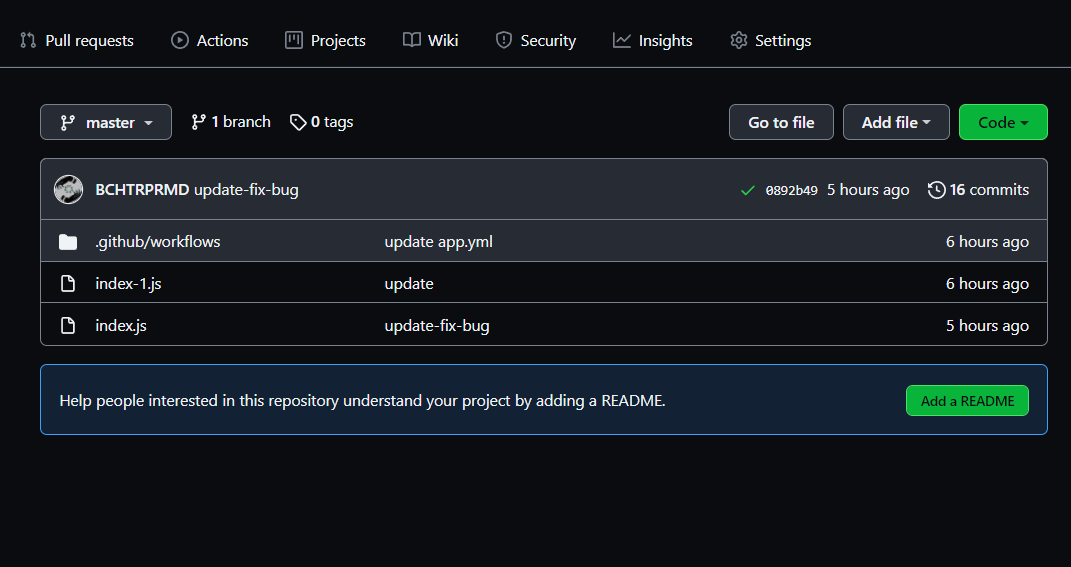 Pull requests Actions Projects Wiki Security Insights Settings
master 1 branch 0 tags Go to file Add file Code
BCHTRPRMD update-fix-bug 0892b49 5 hours ago 16 commits
.github/workflows update app.yml 6 hours ago
index-1.js update 6 hours ago
index.js update-fix-bug 5 hours ago
Help people interested in this repository understand your project by adding a README. Add a README